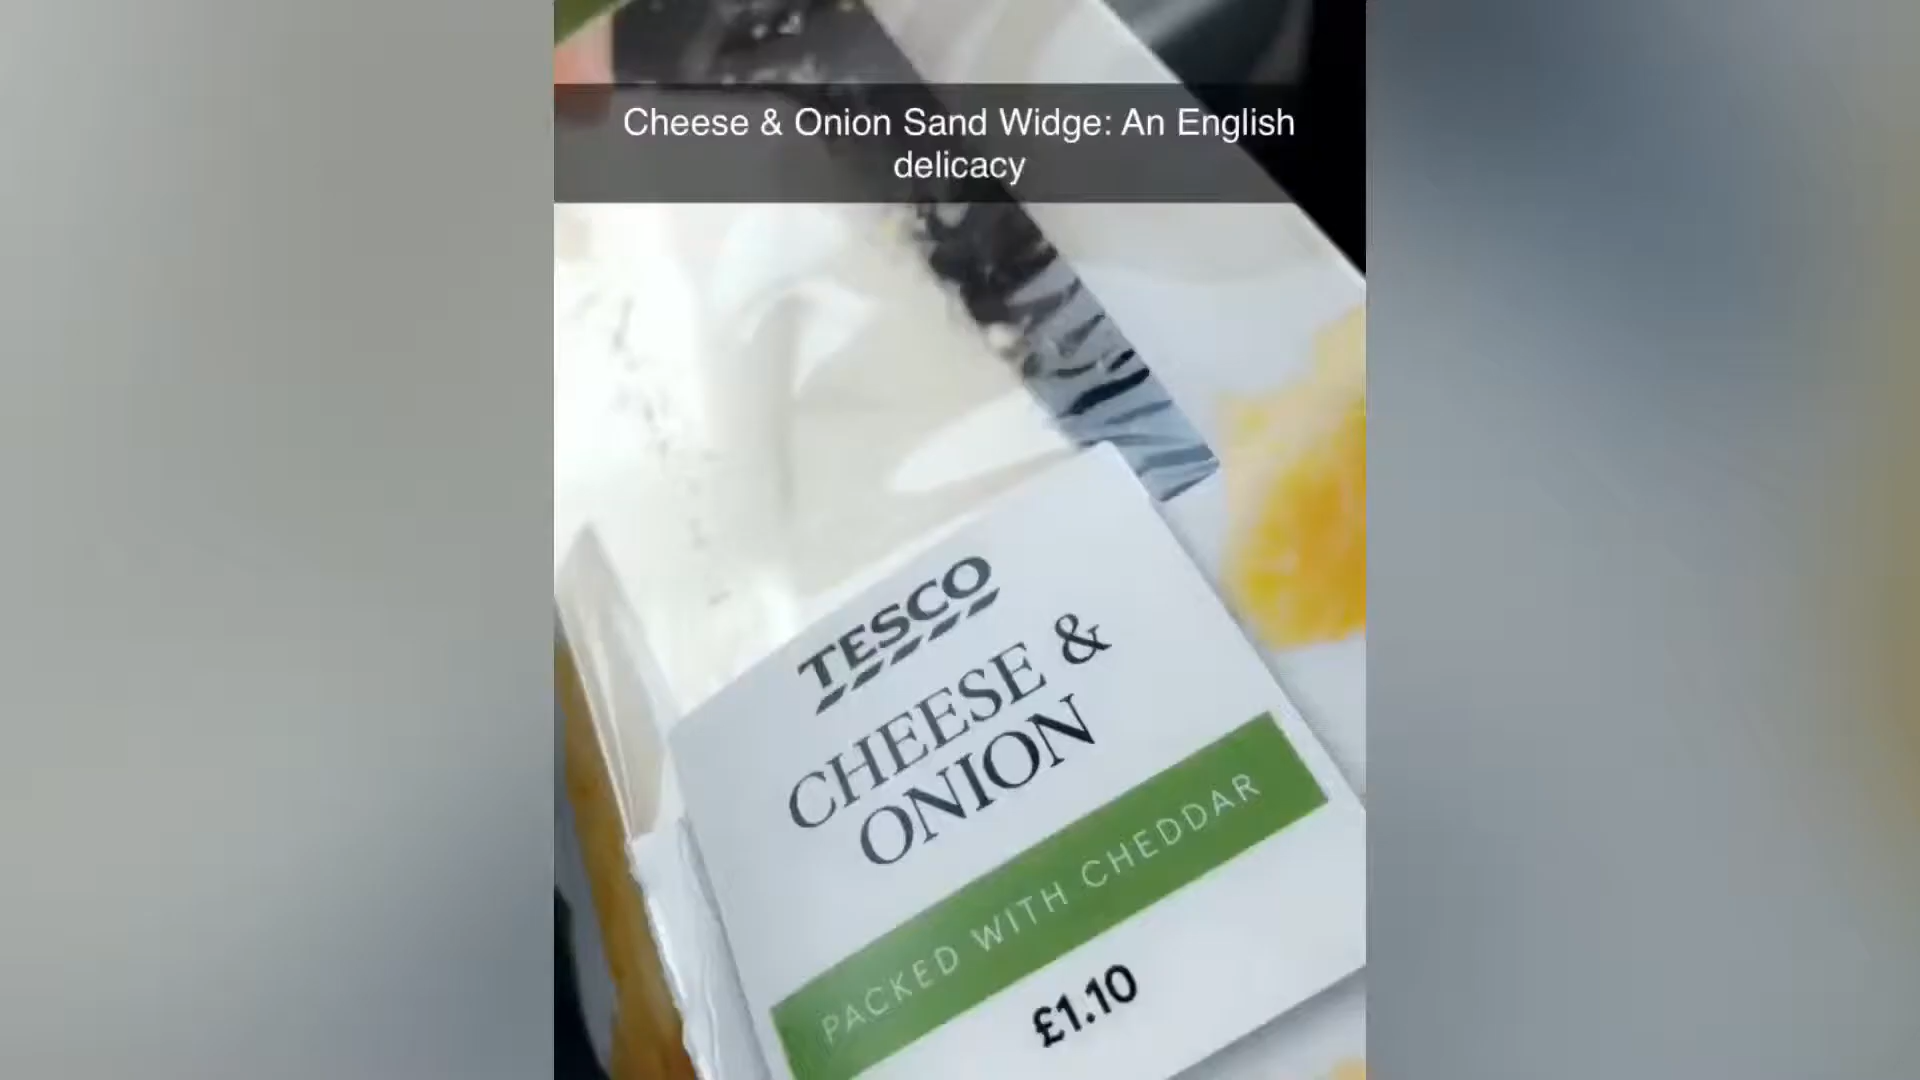 Cheese & Onion Sand Widge: An English
delicacy
TESCO
CHEESE &
ONION
PACKED WITH CHEDDAR
£1.10